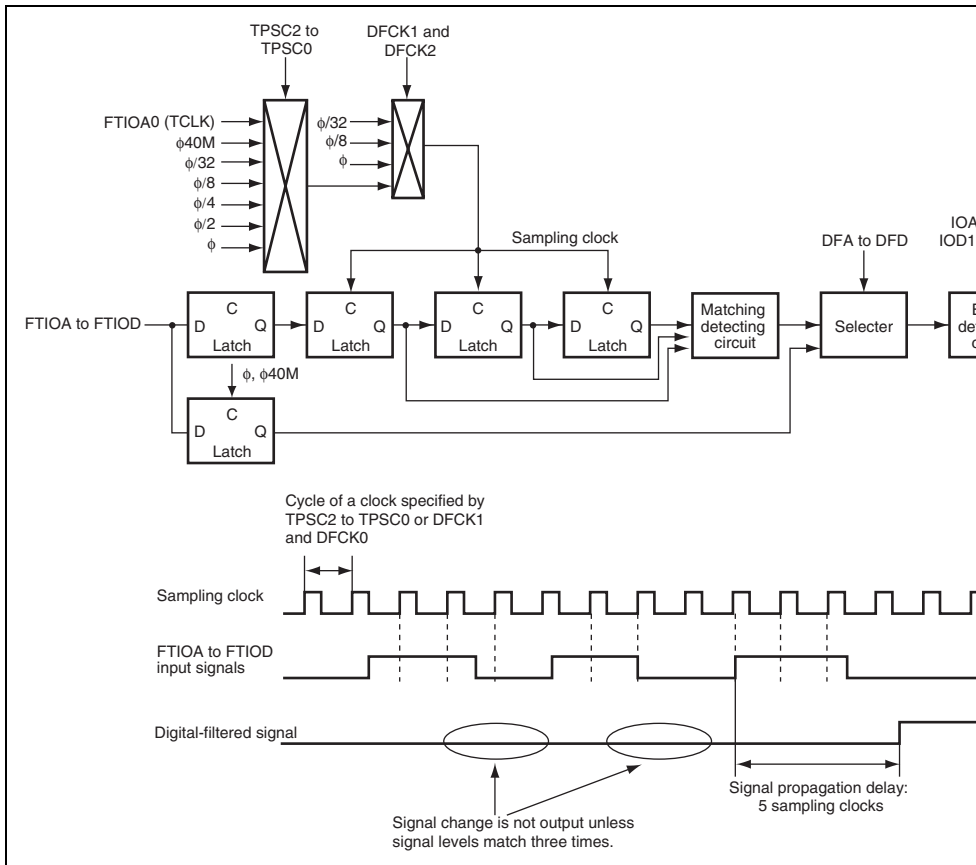 TPSC2 to
TPSC0
DFCK1 and
DFCK2
FTIOA0 (TCLK)
φ40M
φ/32
φ/8
φ/4
φ/2
φ
φ/32
φ/8
φ
Sampling clock
DFA to DFD
IOA
IOD1
FTIOA to FTIOD
C
D Q
Latch
C
D Q
Latch
C
D Q
Latch
C
D Q
Latch
Matching
detecting
circuit
Selecter
φ, φ40M
C
D Q
Latch
Cycle of a clock specified by
TPSC2 to TPSC0 or DFCK1
and DFCK0
Sampling clock
FTIOA to FTIOD
input signals
Digital-filtered signal
Signal propagation delay:
5 sampling clocks
Signal change is not output unless
signal levels match three times.